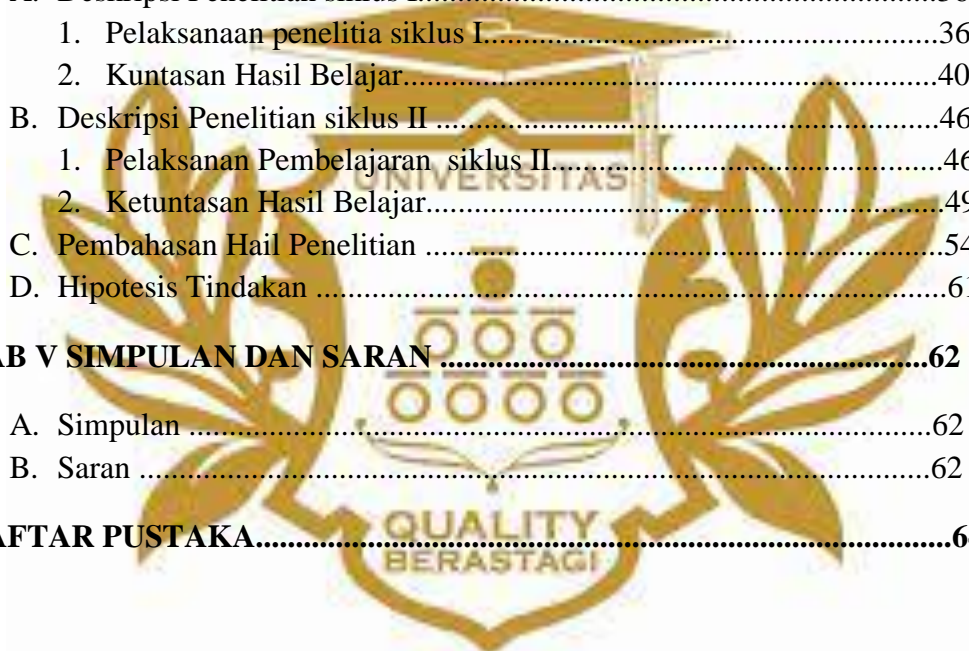 1. Pelaksanaan penelitia siklus I...............................................................................36
2. Kuntasan Hasil Belajar.........................................................................................40
B. Deskripsi Penelitian siklus II ...................................................................................46
1. Pelaksanan Pembelajaran siklus II.......................................................................46
UNIVERSITAS
2. Ketuntasan Hasil Belajar.....................................................................................49
C. Pembahasan Hail Penelitian .....................................................................................54
D. Hipotesis Tindakan
V SIMPULAN DAN SARAN .................................................................................62
A. Simpulan .................................................................................................................62
B. Saran .......................................................................................................................62
PUSTAKA
QUALITY
BERASTAGI